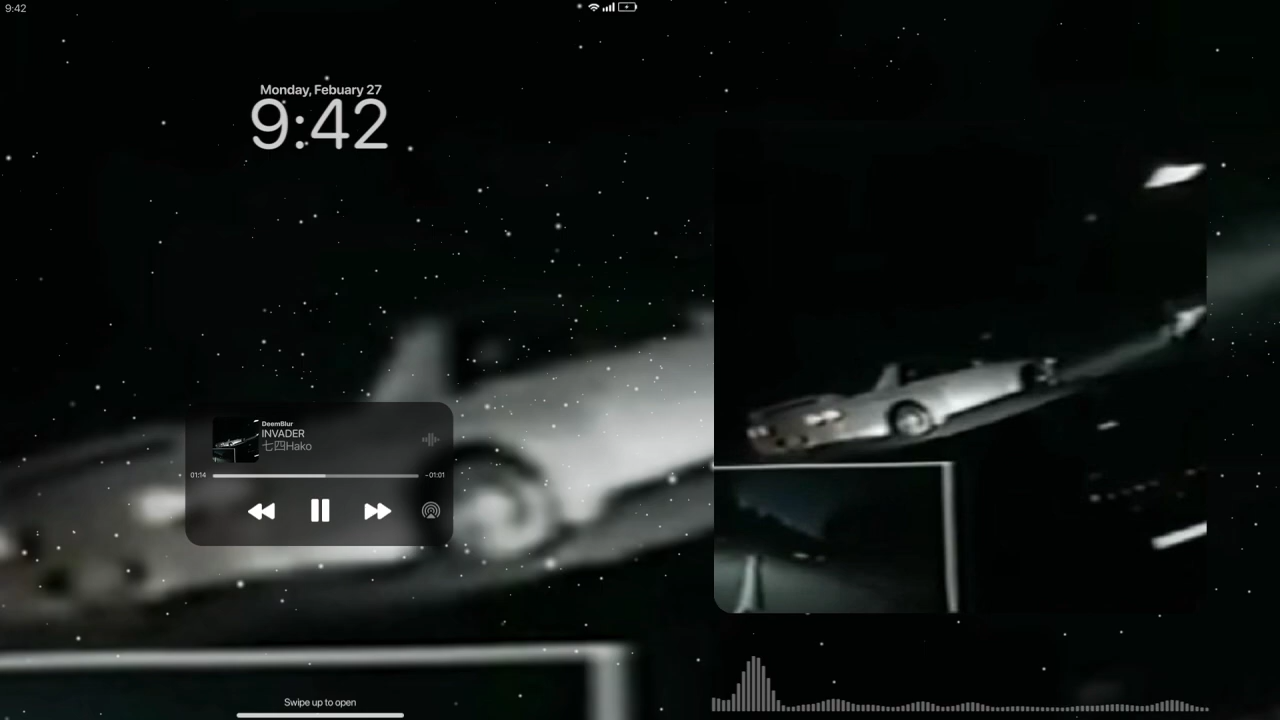 9:42
Monday, Febuary 27
9:42
DeemBlur
INVADER
七四Hako
01:14
-01:01
Swipe up to open